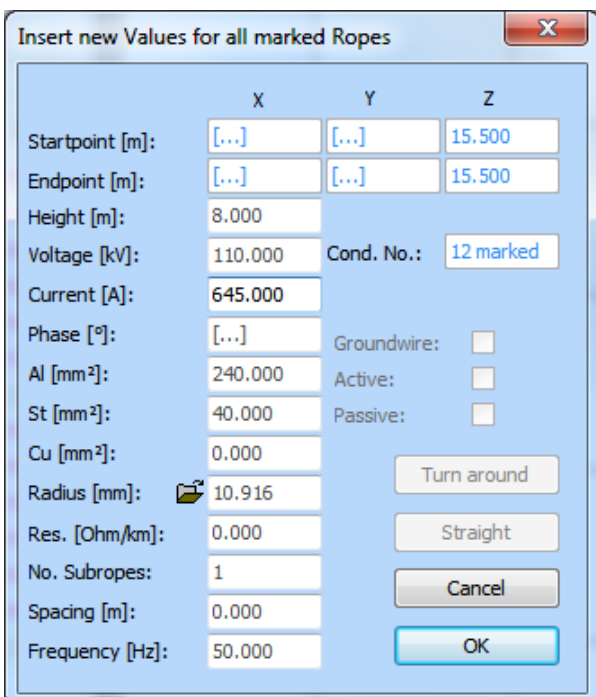 Insert new Values for all marked Ropes
X Y Z
Startpoint [m]: [...] [...] 15.500
Endpoint [m]: [...] [...] 15.500
Height [m]: 8.000
Voltage [kV]: 110.000 Cond. No.: 12 marked
Current [A]: 645.000
Phase [°]: [...] Groundwire:
Al [mm²]: 240.000 Active:
St [mm²]: 40.000 Passive:
Cu [mm²]: 0.000
Turn around
Radius [mm]: 10.916
Res. [Ohm/km]: 0.000 Straight
No. Subropes: 1
Cancel
Spacing [m]: 0.000
Frequency [Hz]: 50.000 OK